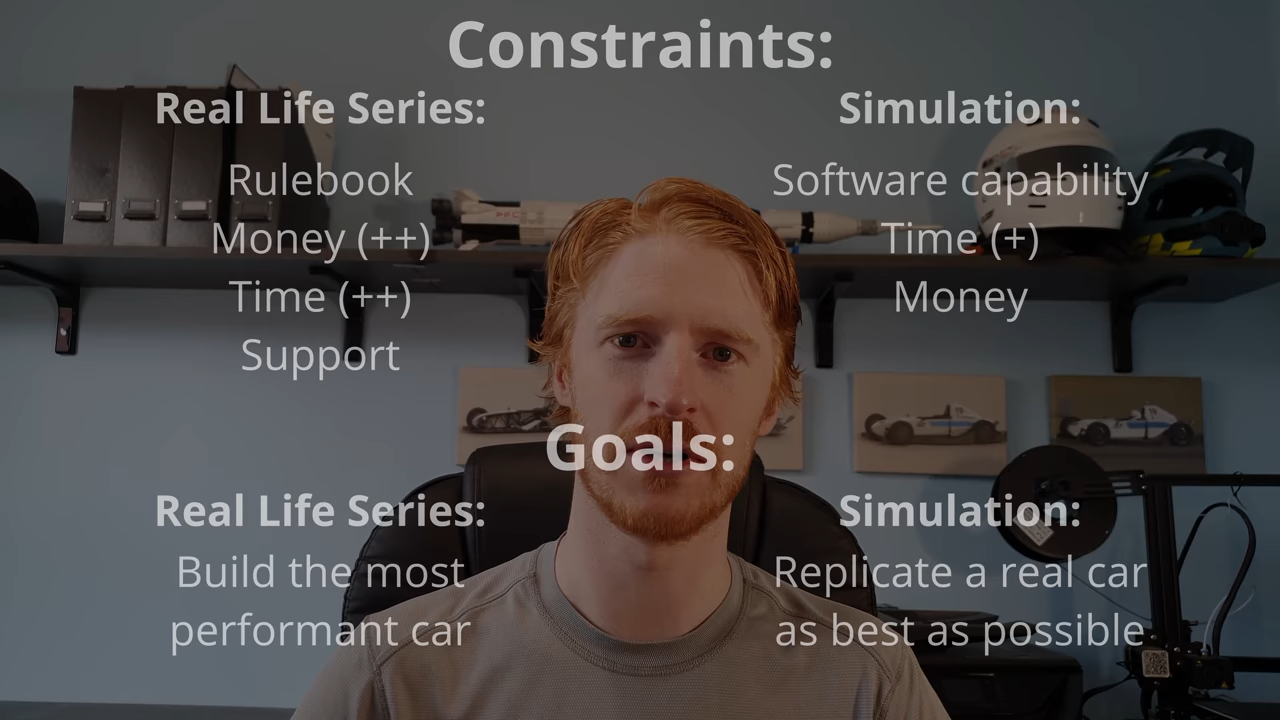 Constraints:
Real Life Series:
Rulebook
Money (++)
Time (++)
Support
Simulation:
Software capability
Time (+)
Money
Goals:
Real Life Series:
Build the most
performant car
Simulation:
Replicate a real car
as best as possible